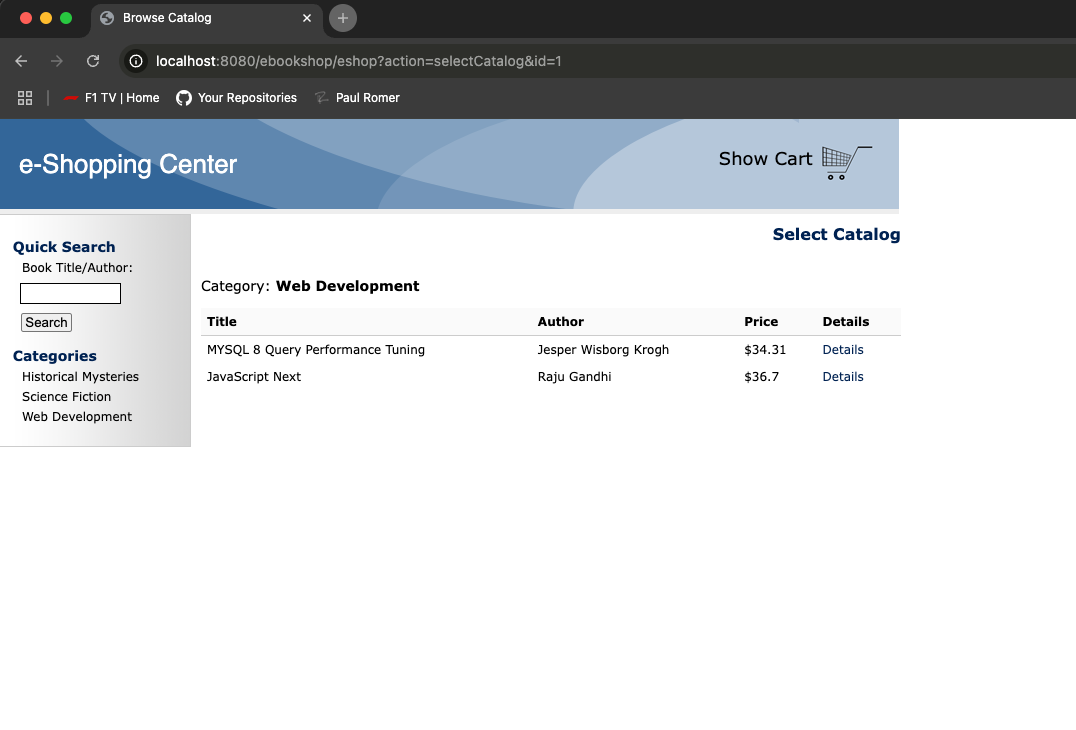 Browse Catalog
localhost:8080/ebookshop/eshop?action=selectCatalog&id=1
F1 TV | Home Your Repositories Paul Romer
e-Shopping Center
Show Cart
Quick Search
Book Title/Author:
Search
Categories
Historical Mysteries
Science Fiction
Web Development
Select Catalog
Category: Web Development
Title Author Price Details
MYSQL 8 Query Performance Tuning Jesper Wisborg Krogh $34.31 Details
JavaScript Next Raju Gandhi $36.7 Details